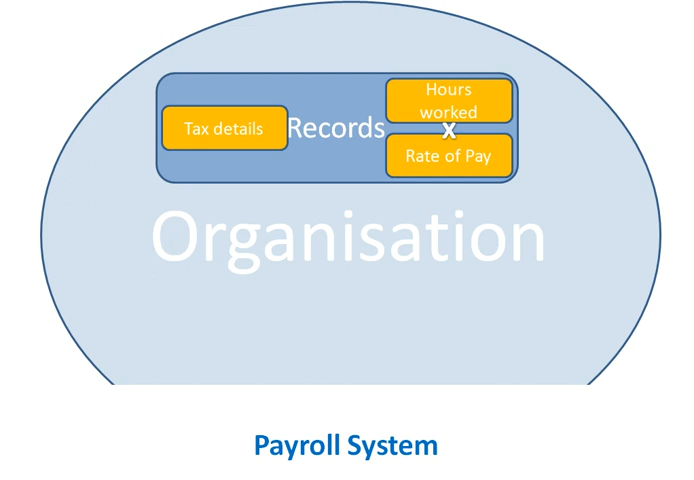 Hours
worked
Tax details
Records
x
Rate of Pay
Organisation
Payroll System